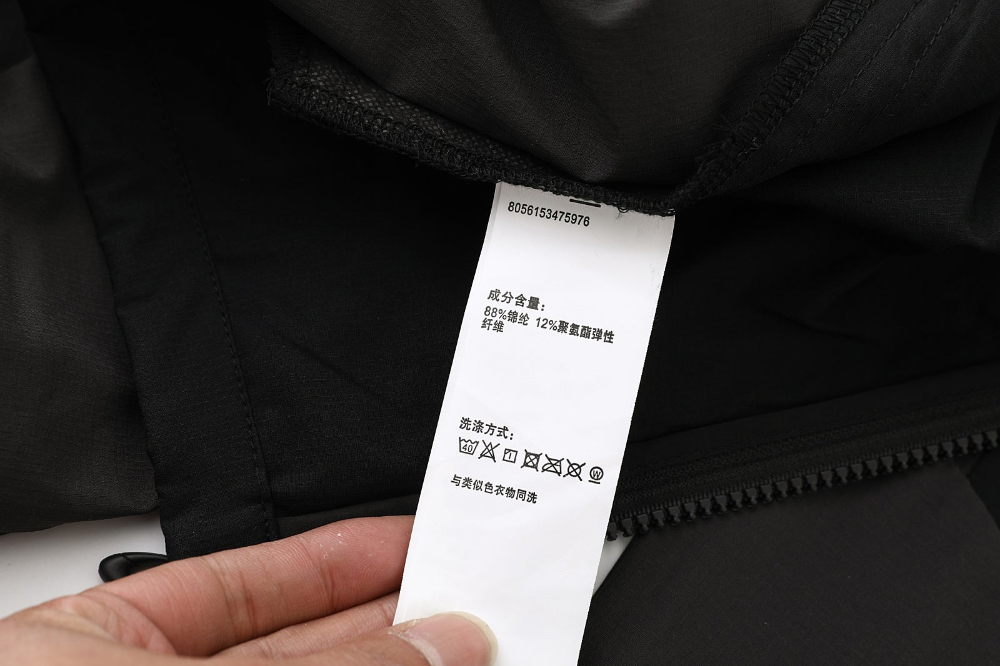 8056153475976
成分含量：
88%锦纶 12%聚氨酯弹性
纤维
洗涤方式：
40
W
与类似色衣物同洗